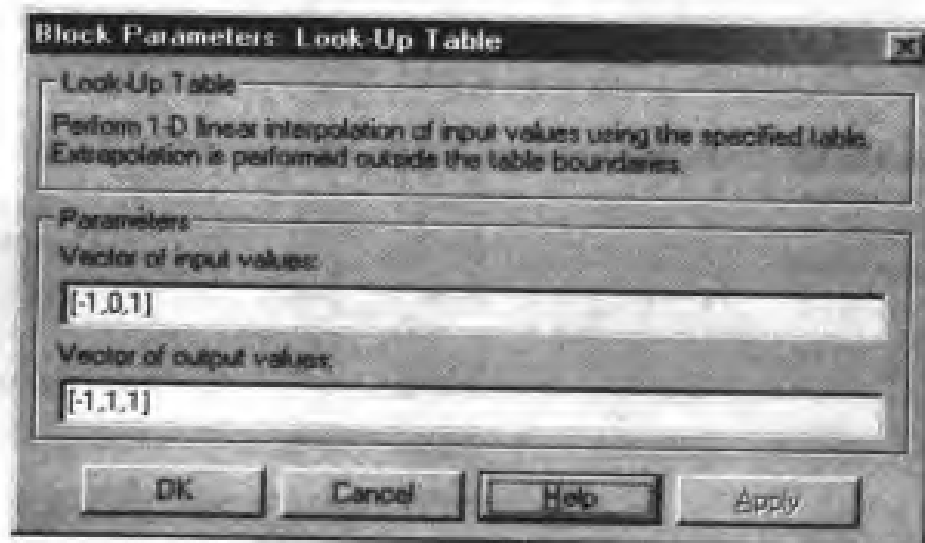 Block Parameters: Look-Up Table
Look-Up Table
Perform 1-D linear interpolation of input values using the specified table.
Extrapolation is performed outside the table boundaries.
Parameters
Vector of input values:
[-1,0,1]
Vector of output values:
[-1,1,1]
OK
Cancel
Help
Apply